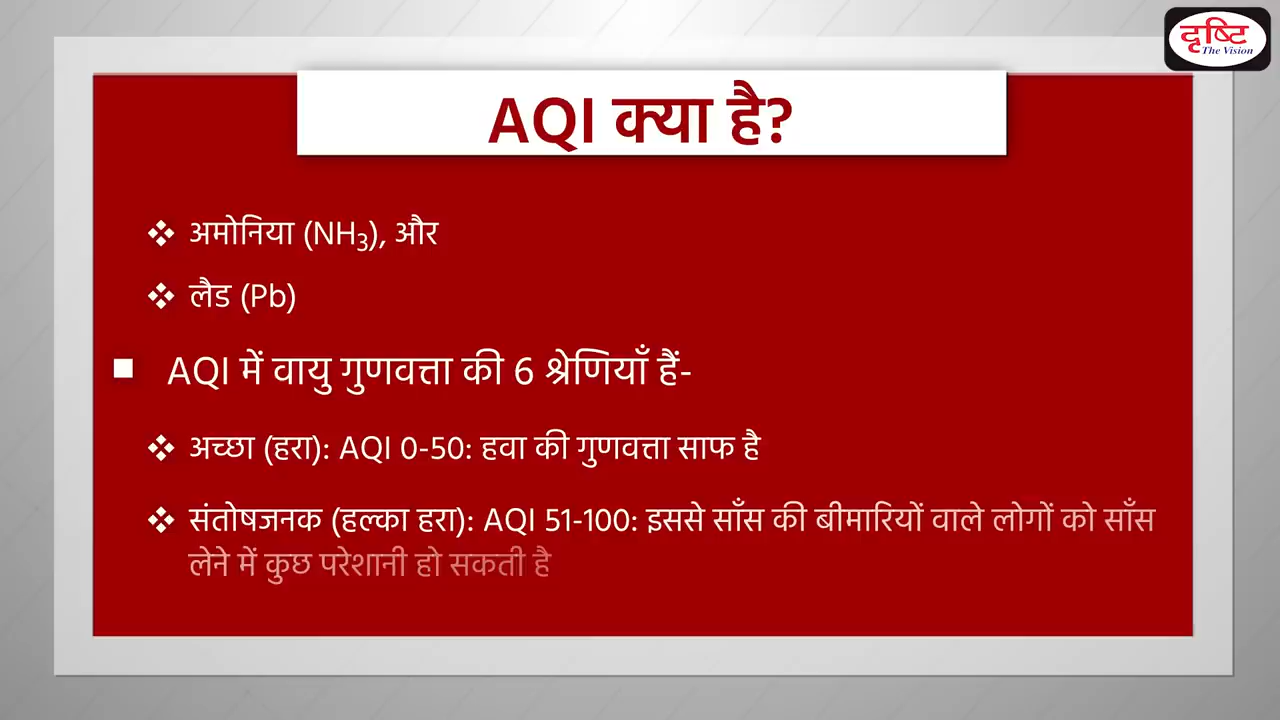 दृष्टि
The Vision
AQI क्या है?
❖ अमोनिया (NH₃), और
❖ लैड (Pb)
■ AQI में वायु गुणवत्ता की 6 श्रेणियाँ हैं-
❖ अच्छा (हरा): AQI 0-50: हवा की गुणवत्ता साफ है
❖ संतोषजनक (हल्का हरा): AQI 51-100: इससे साँस की बीमारियों वाले लोगों को साँस
लेने में कुछ परेशानी हो सकती है